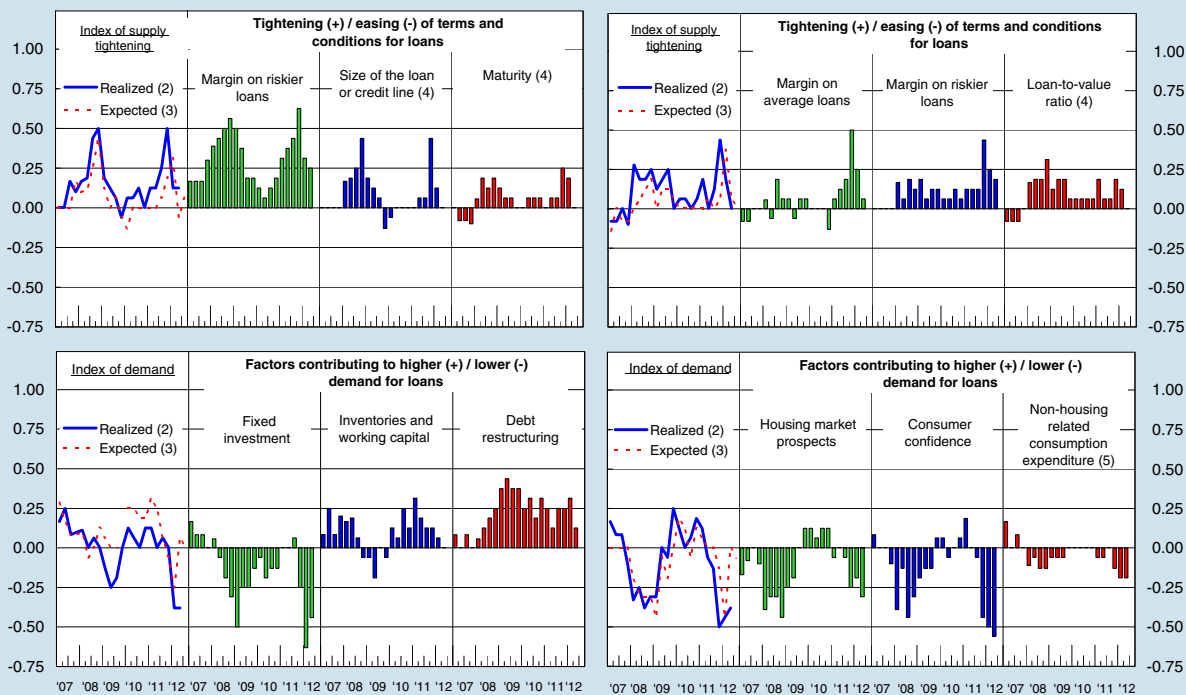 Index of supply
tightening
Realized (2)
Expected (3)
Tightening (+) / easing (-) of terms and
conditions for loans
Margin on riskier
loans
Size of the loan
or credit line (4)
Maturity (4)
1.00
0.75
0.50
0.25
0.00
-0.25
-0.50
-0.75
Index of supply
tightening
Realized (2)
Expected (3)
Tightening (+) / easing (-) of terms and conditions
for loans
Margin on
average loans
Margin on riskier
loans
Loan-to-value
ratio (4)
1.00
0.75
0.50
0.25
0.00
-0.25
-0.50
-0.75
Index of demand
Realized (2)
Expected (3)
Factors contributing to higher (+) / lower (-)
demand for loans
Fixed
investment
Inventories and
working capital
Debt
restructuring
1.00
0.75
0.50
0.25
0.00
-0.25
-0.50
-0.75
'07 '08 '09 '10 '11 '12 '07 '08 '09 '10 '11 '12 '07 '08 '09 '10 '11 '12 '07 '08 '09 '10 '11 '12
Index of demand
Realized (2)
Expected (3)
Factors contributing to higher (+) / lower (-)
demand for loans
Housing market
prospects
Consumer
confidence
Non-housing
related
consumption
expenditure (5)
1.00
0.75
0.50
0.25
0.00
-0.25
-0.50
-0.75
'07 '08 '09 '10 '11 '12 '07 '08 '09 '10 '11 '12 '07 '08 '09 '10 '11 '12 '07 '08 '09 '10 '11 '12